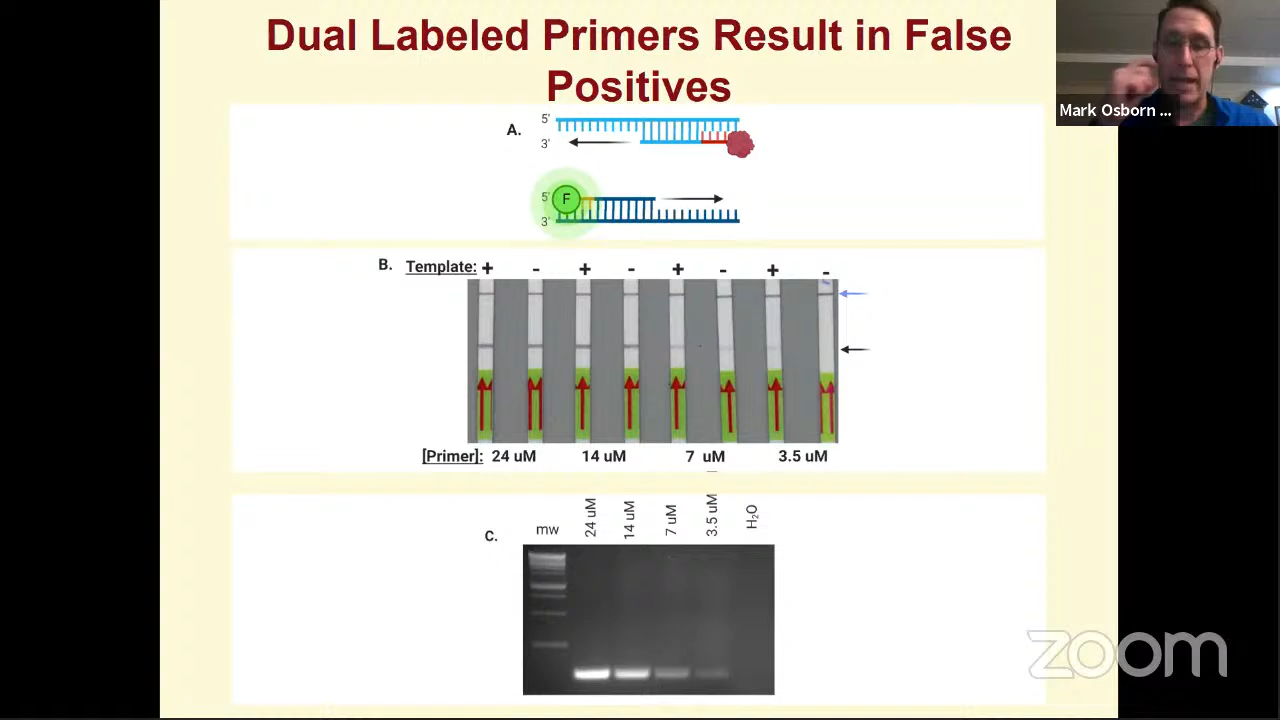 Dual Labeled Primers Result in False
Positives
Mark Osborn ...
A.
5'
3'
5'
F
3'
B.
Template: + - + - + - + -
[Primer]: 24 uM 14 uM 7 uM 3.5 uM
C.
mw 24 uM 14 uM 7 uM 3.5 uM H₂O
zoom